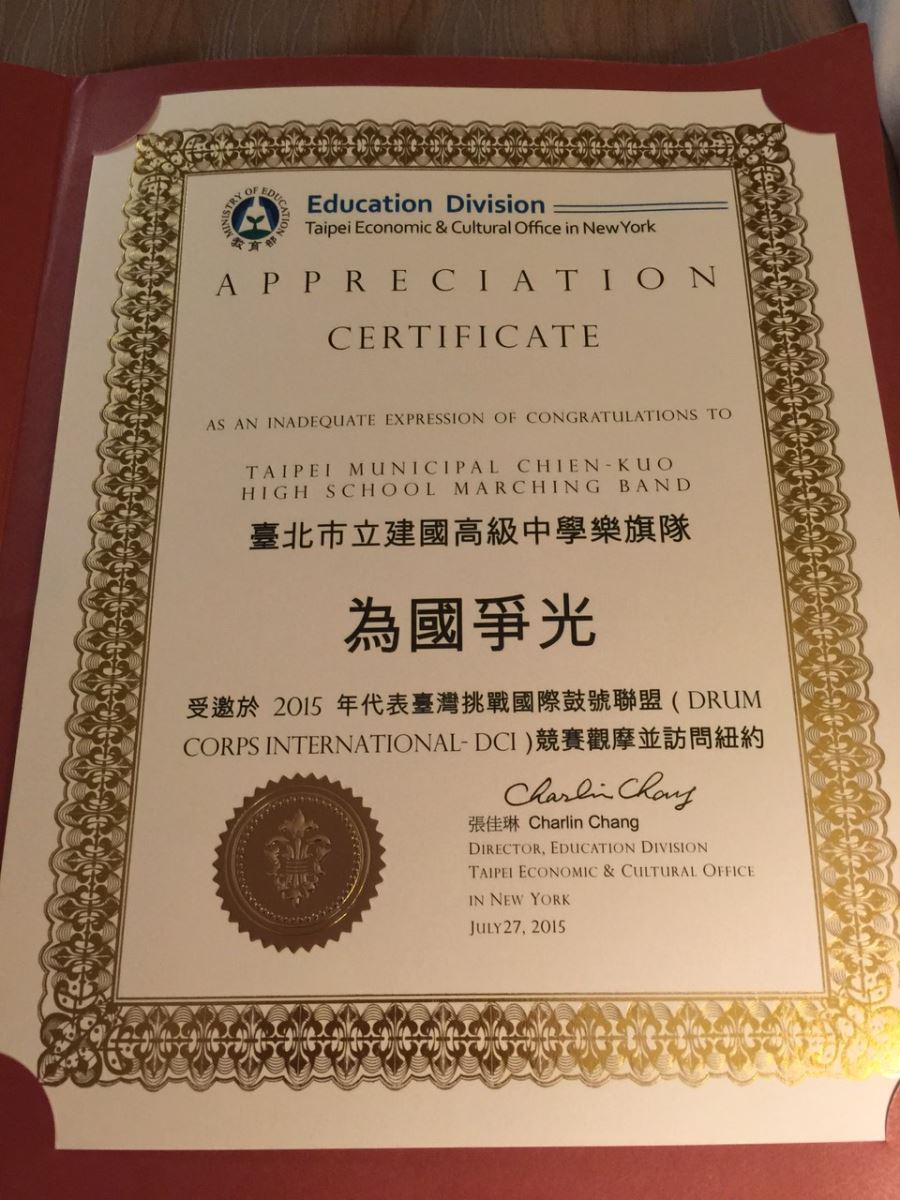 MINISTRY OF EDUCATION
教育部
Education Division
Taipei Economic & Cultural Office in New York
APPRECIATION
CERTIFICATE
AS AN INADEQUATE EXPRESSION OF CONGRATULATIONS TO
TAIPEI MUNICIPAL CHIEN-KUO
HIGH SCHOOL MARCHING BAND
臺北市立建國高級中學樂旗隊
為國爭光
受邀於 2015 年代表臺灣挑戰國際鼓號聯盟 ( DRUM
CORPS INTERNATIONAL- DCI )競賽觀摩並訪問紐約
Charlin Chang
張佳琳 Charlin Chang
DIRECTOR, EDUCATION DIVISION
TAIPEI ECONOMIC & CULTURAL OFFICE
IN NEW YORK
JULY27, 2015